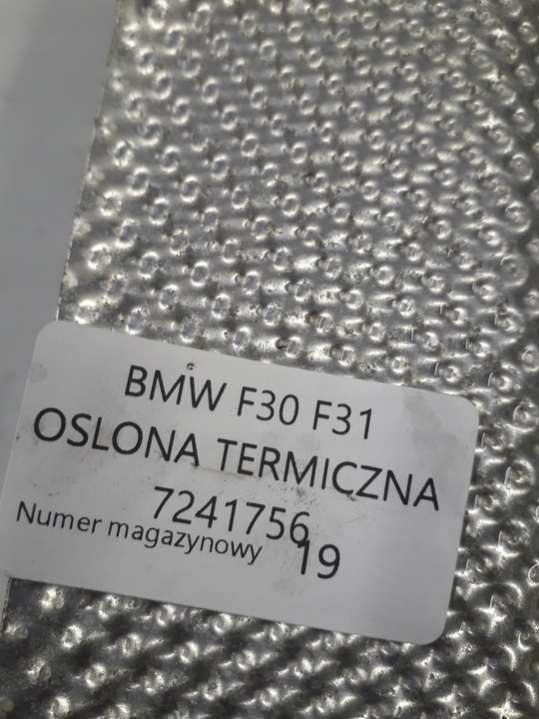 BMW F30 F31
OSLONA TERMICZNA
7241756
Numer magazynowy 19